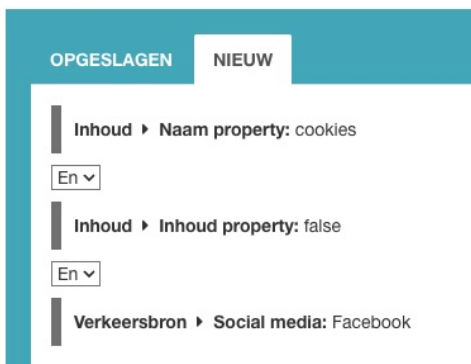 OPGESLAGEN NIEUW
Inhoud ▸ Naam property: cookies
En
Inhoud ▸ Inhoud property: false
En
Verkeersbron ▸ Social media: Facebook